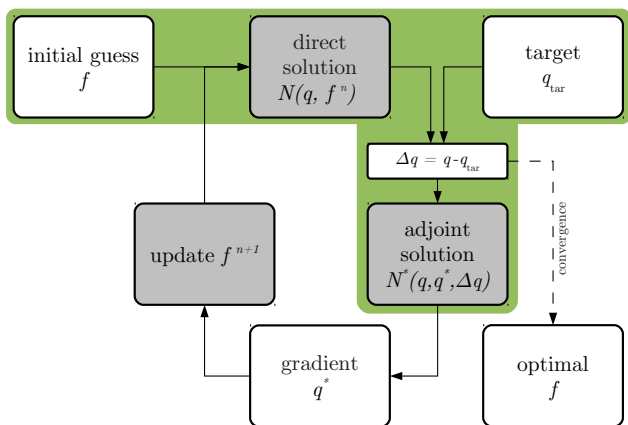 initial guess
f
direct
solution
N(q, f^n)
target
q_tar
Δq = q-q_tar
adjoint
solution
N^*(q,q^*,Δq)
convergence
update f^{n+1}
gradient
q^*
optimal
f